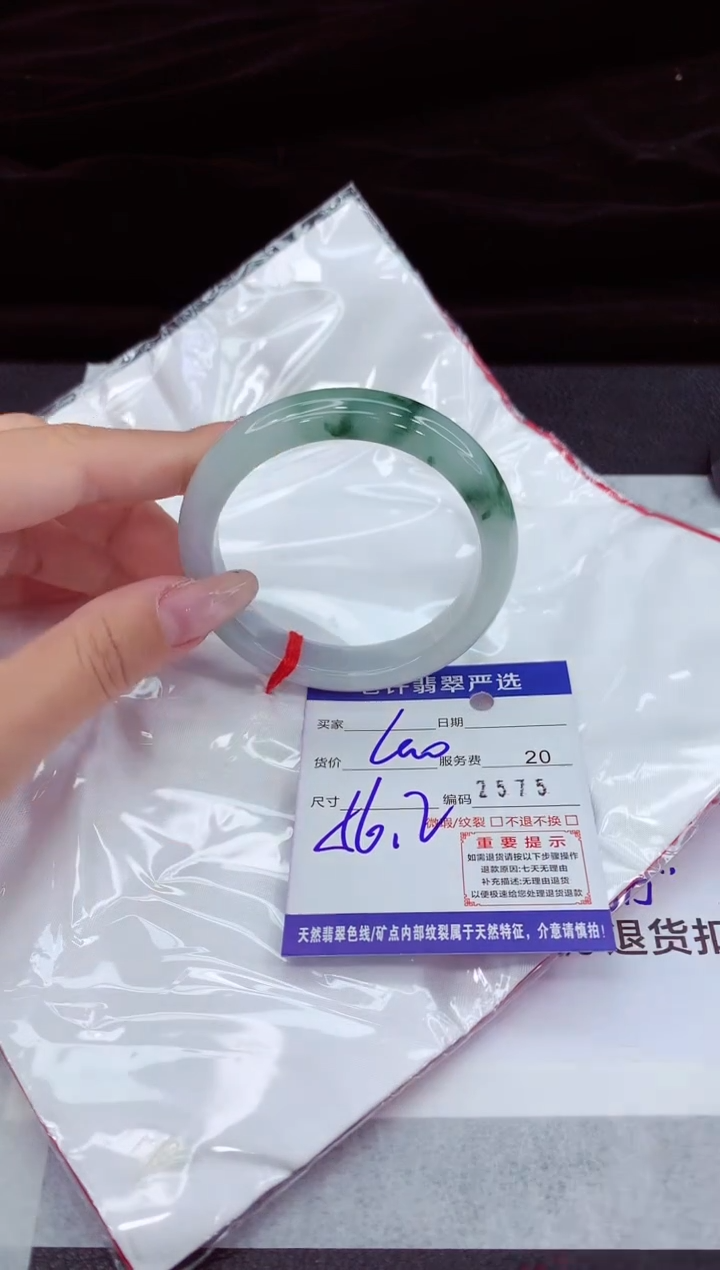 翡翠严选
买家 日期
货价 服务费 20
尺寸 编码 2575
56.2
微瑕/纹裂 □ 不退不换 □
重要提示
如需退货请按以下步骤操作
退款原因:七天无理由
补充描述:无理由退货
以便极速给您处理退货退款
天然翡翠色线/矿点内部纹裂属于天然特征，介意请慎拍!
退货扣